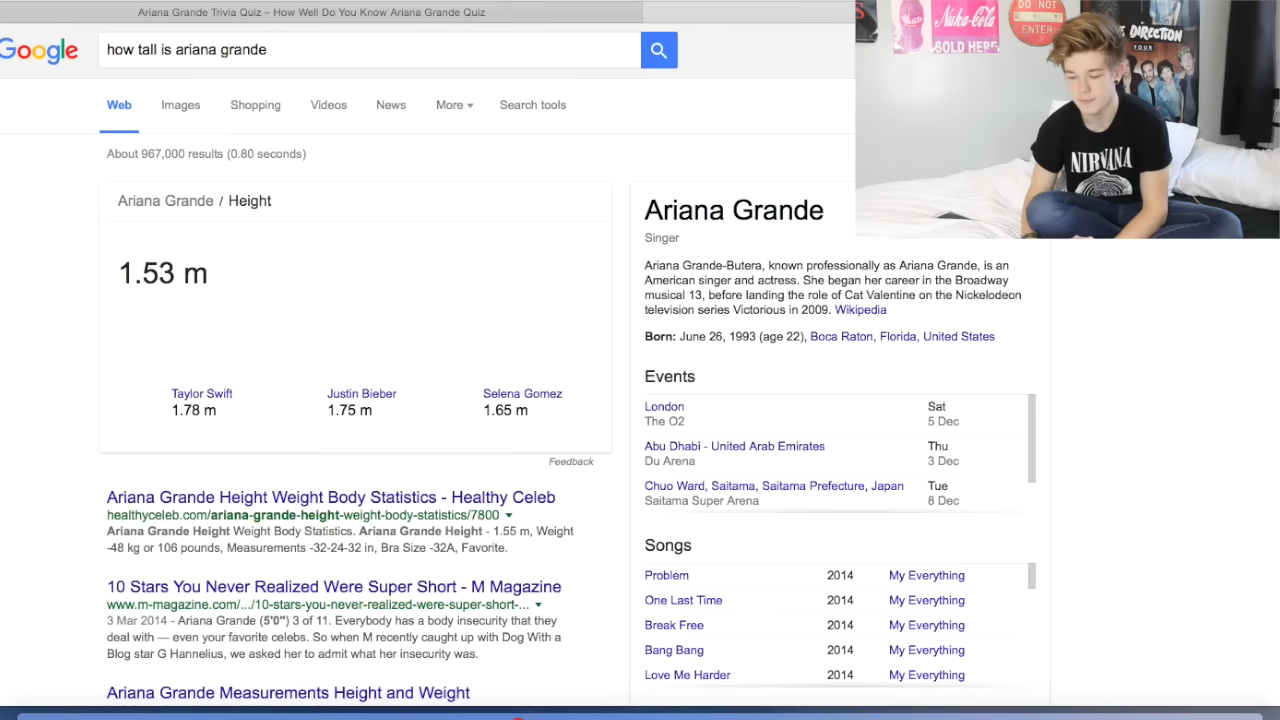 Ariana Grande Trivia Quiz – How Well Do You Know Ariana Grande Quiz
Google
how tall is ariana grande
Web Images Shopping Videos News More Search tools
About 967,000 results (0.80 seconds)
Ariana Grande / Height
1.53 m
Taylor Swift Justin Bieber Selena Gomez
1.78 m 1.75 m 1.65 m
Feedback
Ariana Grande Height Weight Body Statistics - Healthy Celeb
healthyceleb.com/ariana-grande-height-weight-body-statistics/7800
Ariana Grande Height Weight Body Statistics. Ariana Grande Height - 1.55 m, Weight
-48 kg or 106 pounds, Measurements -32-24-32 in, Bra Size -32A, Favorite.
10 Stars You Never Realized Were Super Short - M Magazine
www.m-magazine.com/.../10-stars-you-never-realized-were-super-short-...
3 Mar 2014 - Ariana Grande (5'0") 3 of 11. Everybody has a body insecurity that they
deal with — even your favorite celebs. So when M recently caught up with Dog With a
Blog star G Hannelius, we asked her to admit what her insecurity was.
Ariana Grande Measurements Height and Weight
Ariana Grande
Singer
Ariana Grande-Butera, known professionally as Ariana Grande, is an
American singer and actress. She began her career in the Broadway
musical 13, before landing the role of Cat Valentine on the Nickelodeon
television series Victorious in 2009. Wikipedia
Born: June 26, 1993 (age 22), Boca Raton, Florida, United States
Events
London Sat
The O2 5 Dec
Abu Dhabi - United Arab Emirates Thu
Du Arena 3 Dec
Chuo Ward, Saitama, Saitama Prefecture, Japan Tue
Saitama Super Arena 8 Dec
Songs
Problem 2014 My Everything
One Last Time 2014 My Everything
Break Free 2014 My Everything
Bang Bang 2014 My Everything
Love Me Harder 2014 My Everything
Nuka-Cola
SOLD HERE
DO NOT
ENTER
DIRECTION
FOUR
NIRVANA